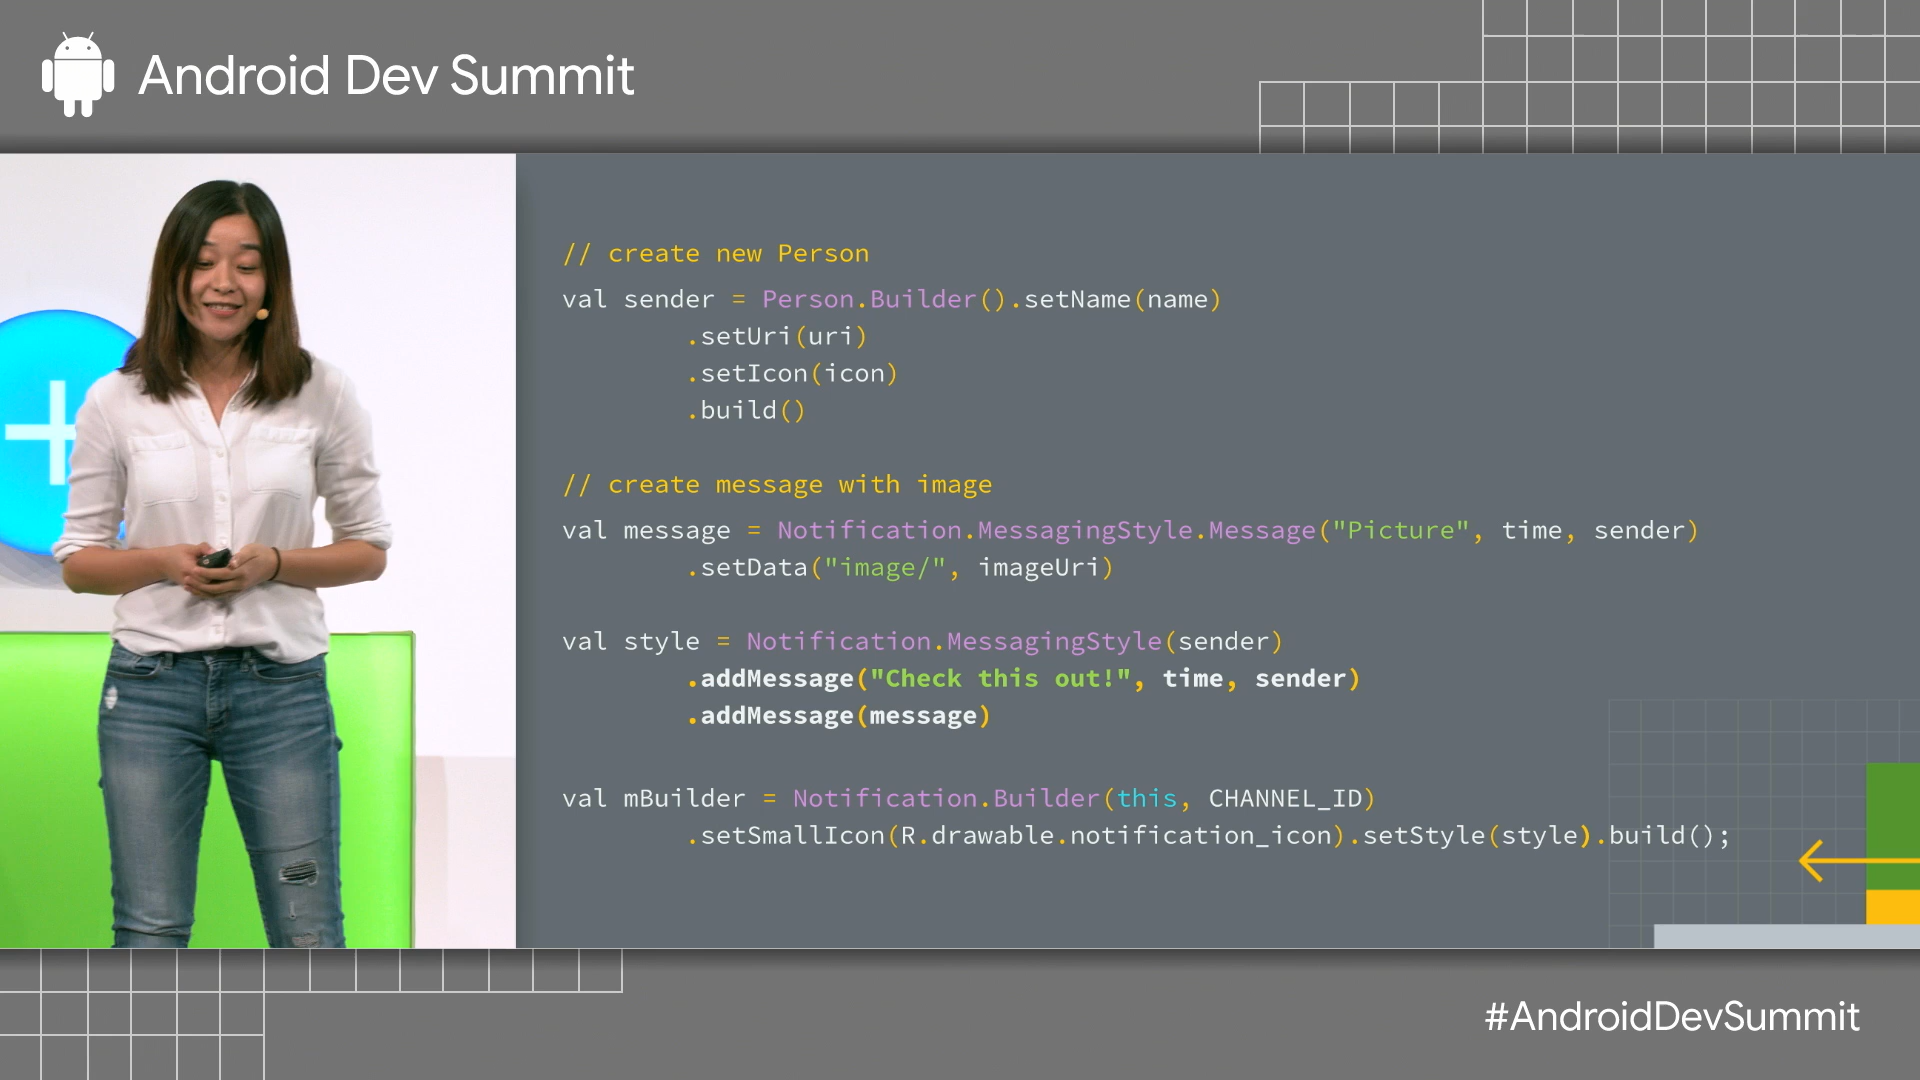 Android Dev Summit
// create new Person
val sender = Person.Builder().setName(name)
.setUri(uri)
.setIcon(icon)
.build()
// create message with image
val message = Notification.MessagingStyle.Message("Picture", time, sender)
.setData("image/", imageUri)
val style = Notification.MessagingStyle(sender)
.addMessage("Check this out!", time, sender)
.addMessage(message)
val mBuilder = Notification.Builder(this, CHANNEL_ID)
.setSmallIcon(R.drawable.notification_icon).setStyle(style).build();
#AndroidDevSummit